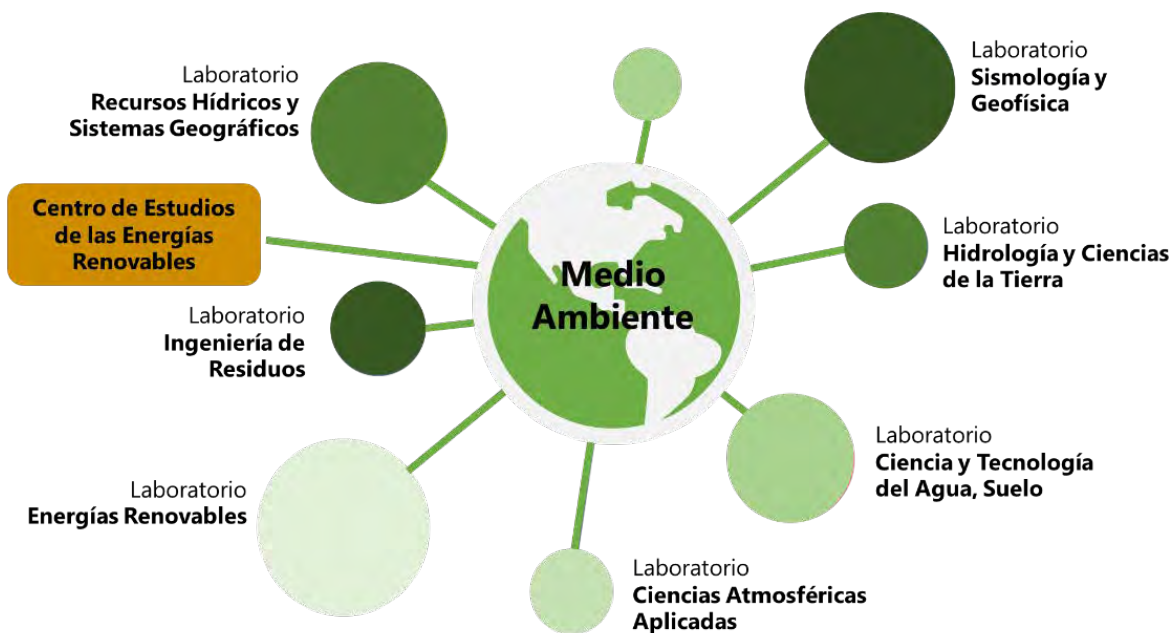 Laboratorio
Recursos Hídricos y
Sistemas Geográficos
Centro de Estudios
de las Energías
Renovables
Laboratorio
Ingeniería de
Residuos
Laboratorio
Energías Renovables
Medio
Ambiente
Laboratorio
Sismología y
Geofísica
Laboratorio
Hidrología y Ciencias
de la Tierra
Laboratorio
Ciencia y Tecnología
del Agua, Suelo
Laboratorio
Ciencias Atmosféricas
Aplicadas